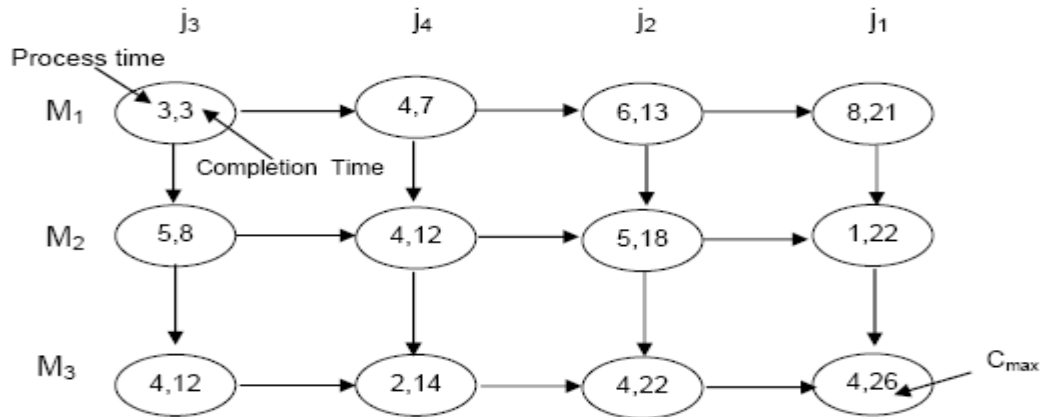 j₃ j₄ j₂ j₁
Process time
M₁ 3,3 4,7 6,13 8,21
Completion Time
M₂ 5,8 4,12 5,18 1,22
M₃ 4,12 2,14 4,22 4,26 Cmax